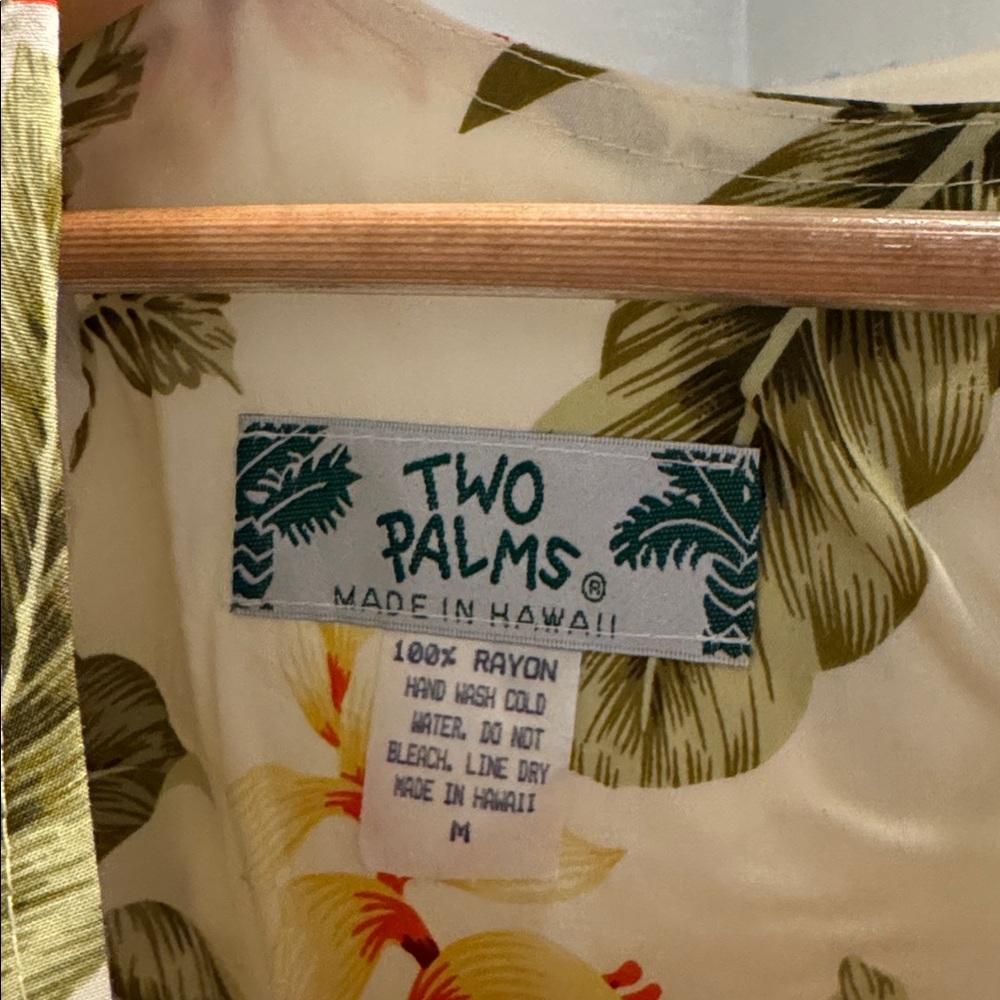 TWO
PALMS®
MADE IN HAWAII
100% RAYON
HAND WASH COLD
WATER. DO NOT
BLEACH. LINE DRY
MADE IN HAWAII
M